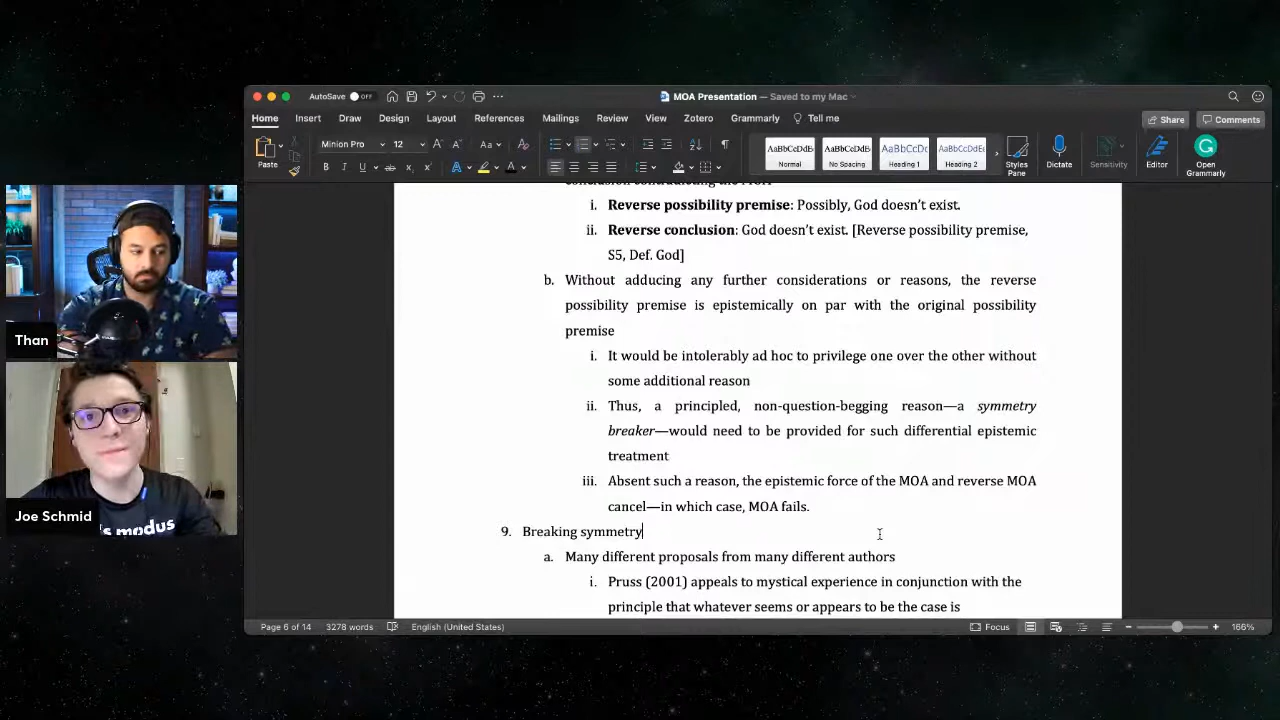 AutoSave OFF
MOA Presentation — Saved to my Mac
Home Insert Draw Design Layout References Mailings Review View Zotero Grammarly Tell me
Share Comments
Paste
Minion Pro 12
AaBbCcDdEe AaBbCcDdEe AaBbCcDc AaBbCcDdEe
Normal No Spacing Heading 1 Heading 2
Styles Pane
Dictate
Sensitivity
Editor
Open Grammarly
i. Reverse possibility premise: Possibly, God doesn't exist.
ii. Reverse conclusion: God doesn't exist. [Reverse possibility premise,
S5, Def. God]
b. Without adducing any further considerations or reasons, the reverse
possibility premise is epistemically on par with the original possibility
premise
i. It would be intolerably ad hoc to privilege one over the other without
some additional reason
ii. Thus, a principled, non-question-begging reason—a symmetry
breaker—would need to be provided for such differential epistemic
treatment
iii. Absent such a reason, the epistemic force of the MOA and reverse MOA
cancel—in which case, MOA fails.
9. Breaking symmetry
a. Many different proposals from many different authors
i. Pruss (2001) appeals to mystical experience in conjunction with the
principle that whatever seems or appears to be the case is
Page 6 of 14 3278 words English (United States)
Focus 166%
Than
Joe Schmid
s modus